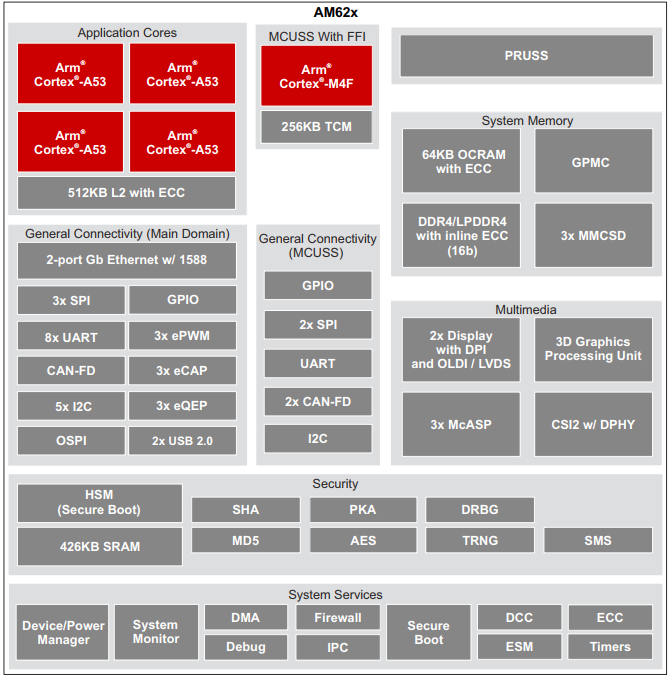 AM62x
Application Cores
Arm®
Cortex®-A53
Arm®
Cortex®-A53
Arm®
Cortex®-A53
Arm®
Cortex®-A53
512KB L2 with ECC
MCUSS With FFI
Arm®
Cortex®-M4F
256KB TCM
PRUSS
System Memory
64KB OCRAM
with ECC
GPMC
DDR4/LPDDR4
with inline ECC
(16b)
3x MMCSD
General Connectivity (Main Domain)
2-port Gb Ethernet w/ 1588
3x SPI
GPIO
8x UART
3x ePWM
CAN-FD
3x eCAP
5x I2C
3x eQEP
OSPI
2x USB 2.0
General Connectivity
(MCUSS)
GPIO
2x SPI
UART
2x CAN-FD
I2C
Multimedia
2x Display
with DPI
and OLDI / LVDS
3D Graphics
Processing Unit
3x McASP
CSI2 w/ DPHY
Security
HSM
(Secure Boot)
426KB SRAM
SHA
PKA
DRBG
MD5
AES
TRNG
SMS
System Services
Device/Power
Manager
System
Monitor
DMA
Debug
Firewall
IPC
Secure
Boot
DCC
ESM
ECC
Timers